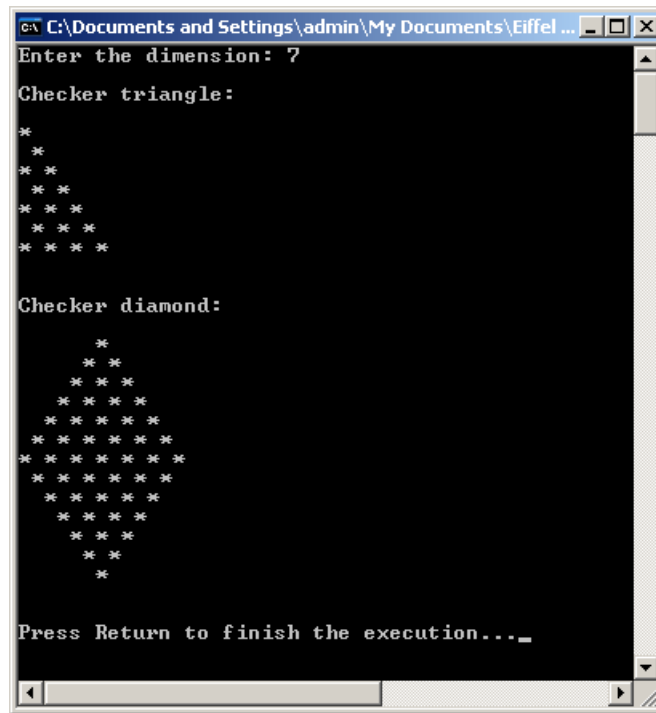 C:\Documents and Settings\admin\My Documents\Eiffel ...
Enter the dimension: 7
Checker triangle:
*
 *
* *
 * *
* * *
 * * *
* * * *
Checker diamond:
      *
     * *
    * * *
   * * * *
  * * * * *
 * * * * * *
* * * * * * *
 * * * * * *
  * * * * *
   * * * *
    * * *
     * *
      *
Press Return to finish the execution..._